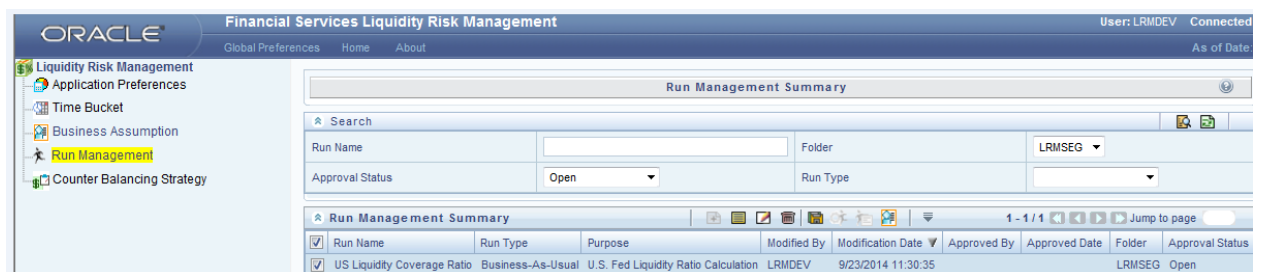 ORACLE
Financial Services Liquidity Risk Management
User: LRMDEV Connected
Global Preferences Home About
As of Date:
Liquidity Risk Management
Application Preferences
Time Bucket
Business Assumption
Run Management
Counter Balancing Strategy
Run Management Summary
Search
Run Name Folder LRMSEG
Approval Status Open Run Type
Run Management Summary 1 - 1 / 1 Jump to page
Run Name Run Type Purpose Modified By Modification Date Approved By Approved Date Folder Approval Status
US Liquidity Coverage Ratio Business-As-Usual U.S. Fed Liquidity Ratio Calculation LRMDEV 9/23/2014 11:30:35 LRMSEG Open